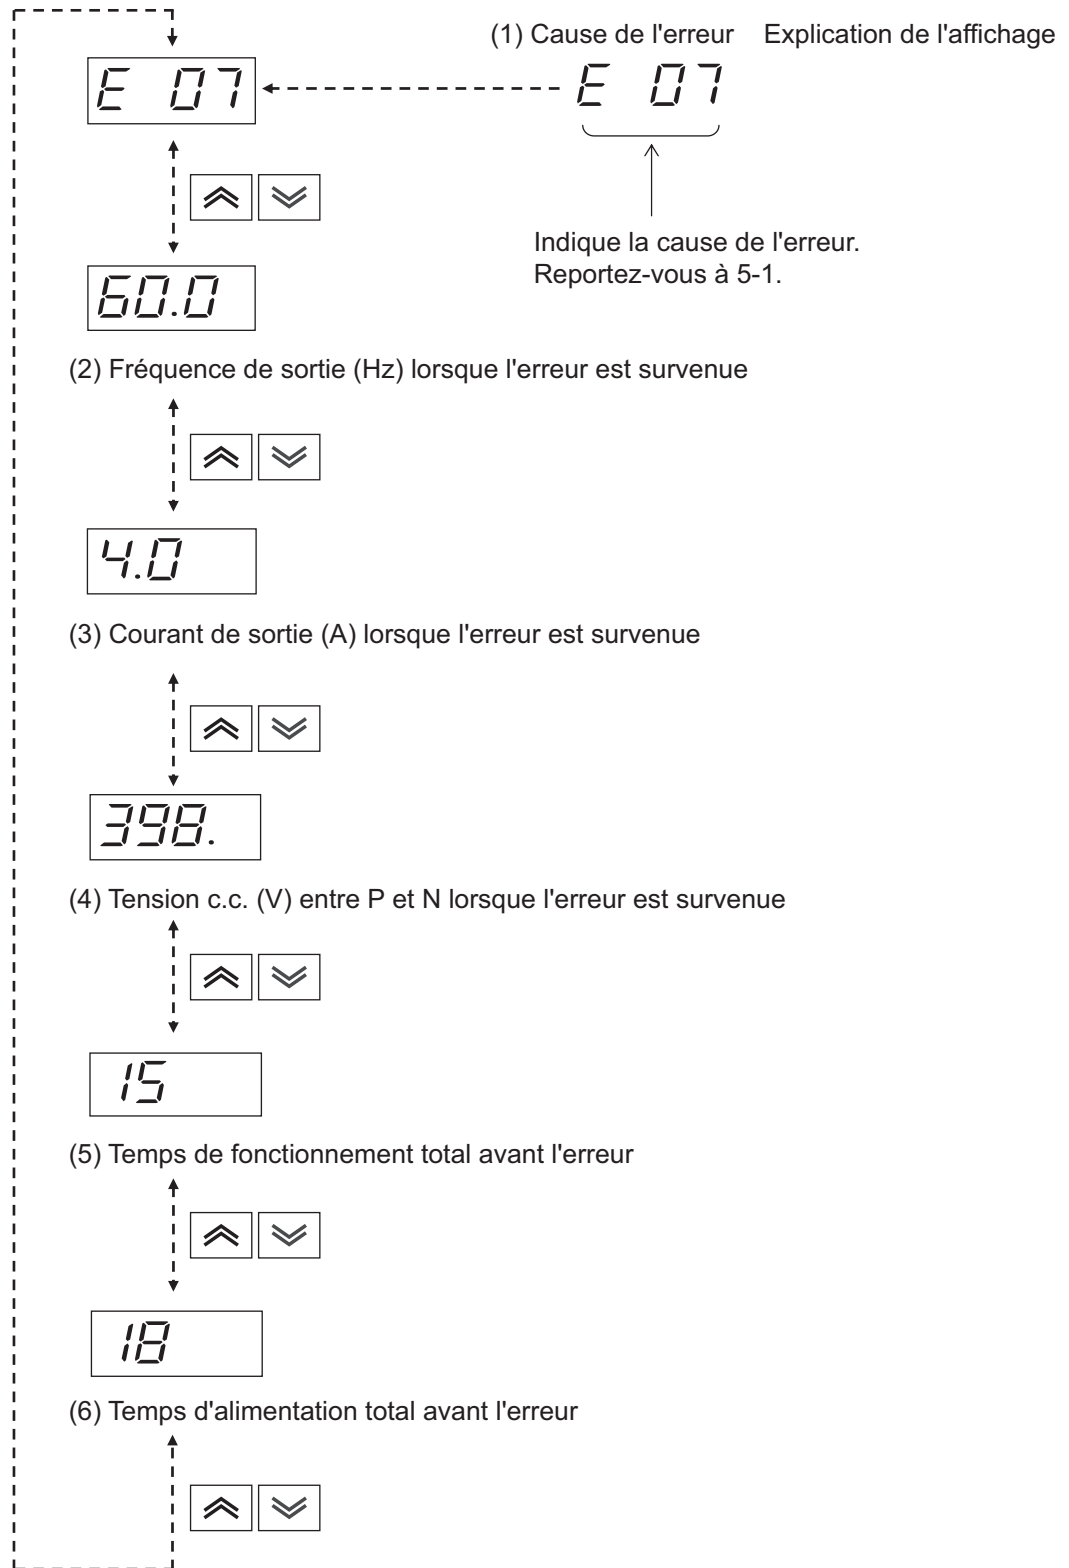 (1) Cause de l'erreur Explication de l'affichage
E 07
E 07
Indique la cause de l'erreur.
Reportez-vous à 5-1.
60.0
(2) Fréquence de sortie (Hz) lorsque l'erreur est survenue
4.0
(3) Courant de sortie (A) lorsque l'erreur est survenue
398.
(4) Tension c.c. (V) entre P et N lorsque l'erreur est survenue
15
(5) Temps de fonctionnement total avant l'erreur
18
(6) Temps d'alimentation total avant l'erreur